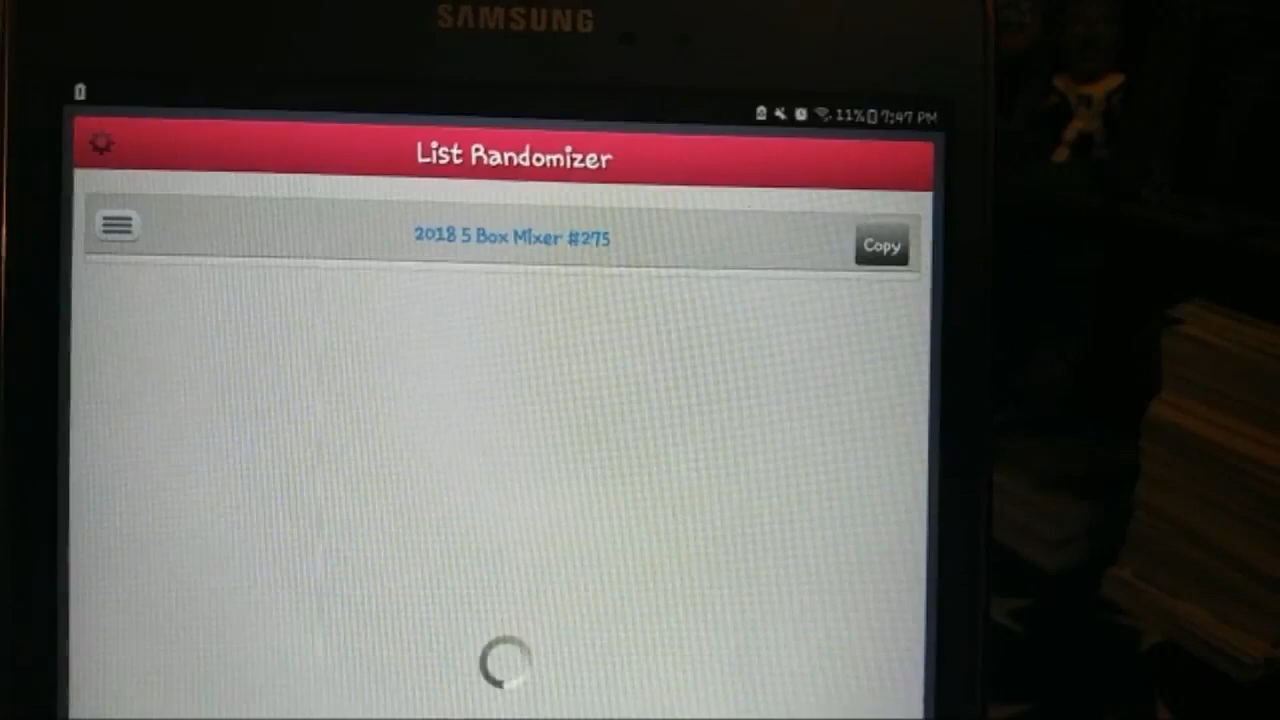 SAMSUNG
11% 7:47 PM
List Randomizer
2018 5 Box Mixer #275
Copy